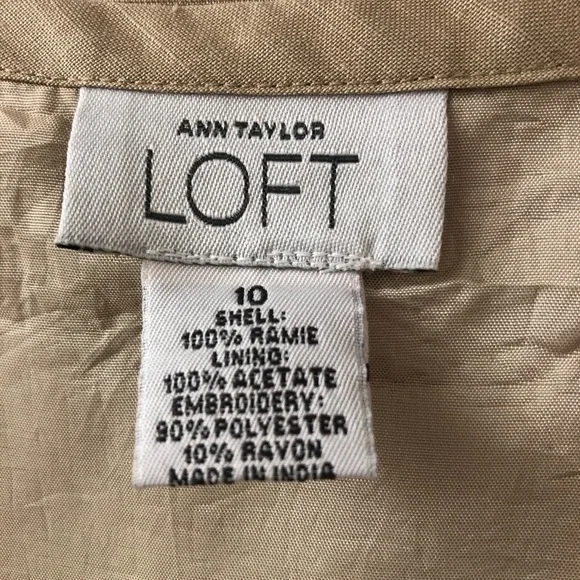 ANN TAYLOR
LOFT
10
SHELL:
100% RAMIE
LINING:
100% ACETATE
EMBROIDERY:
90% POLYESTER
10% RAYON
MADE IN INDIA